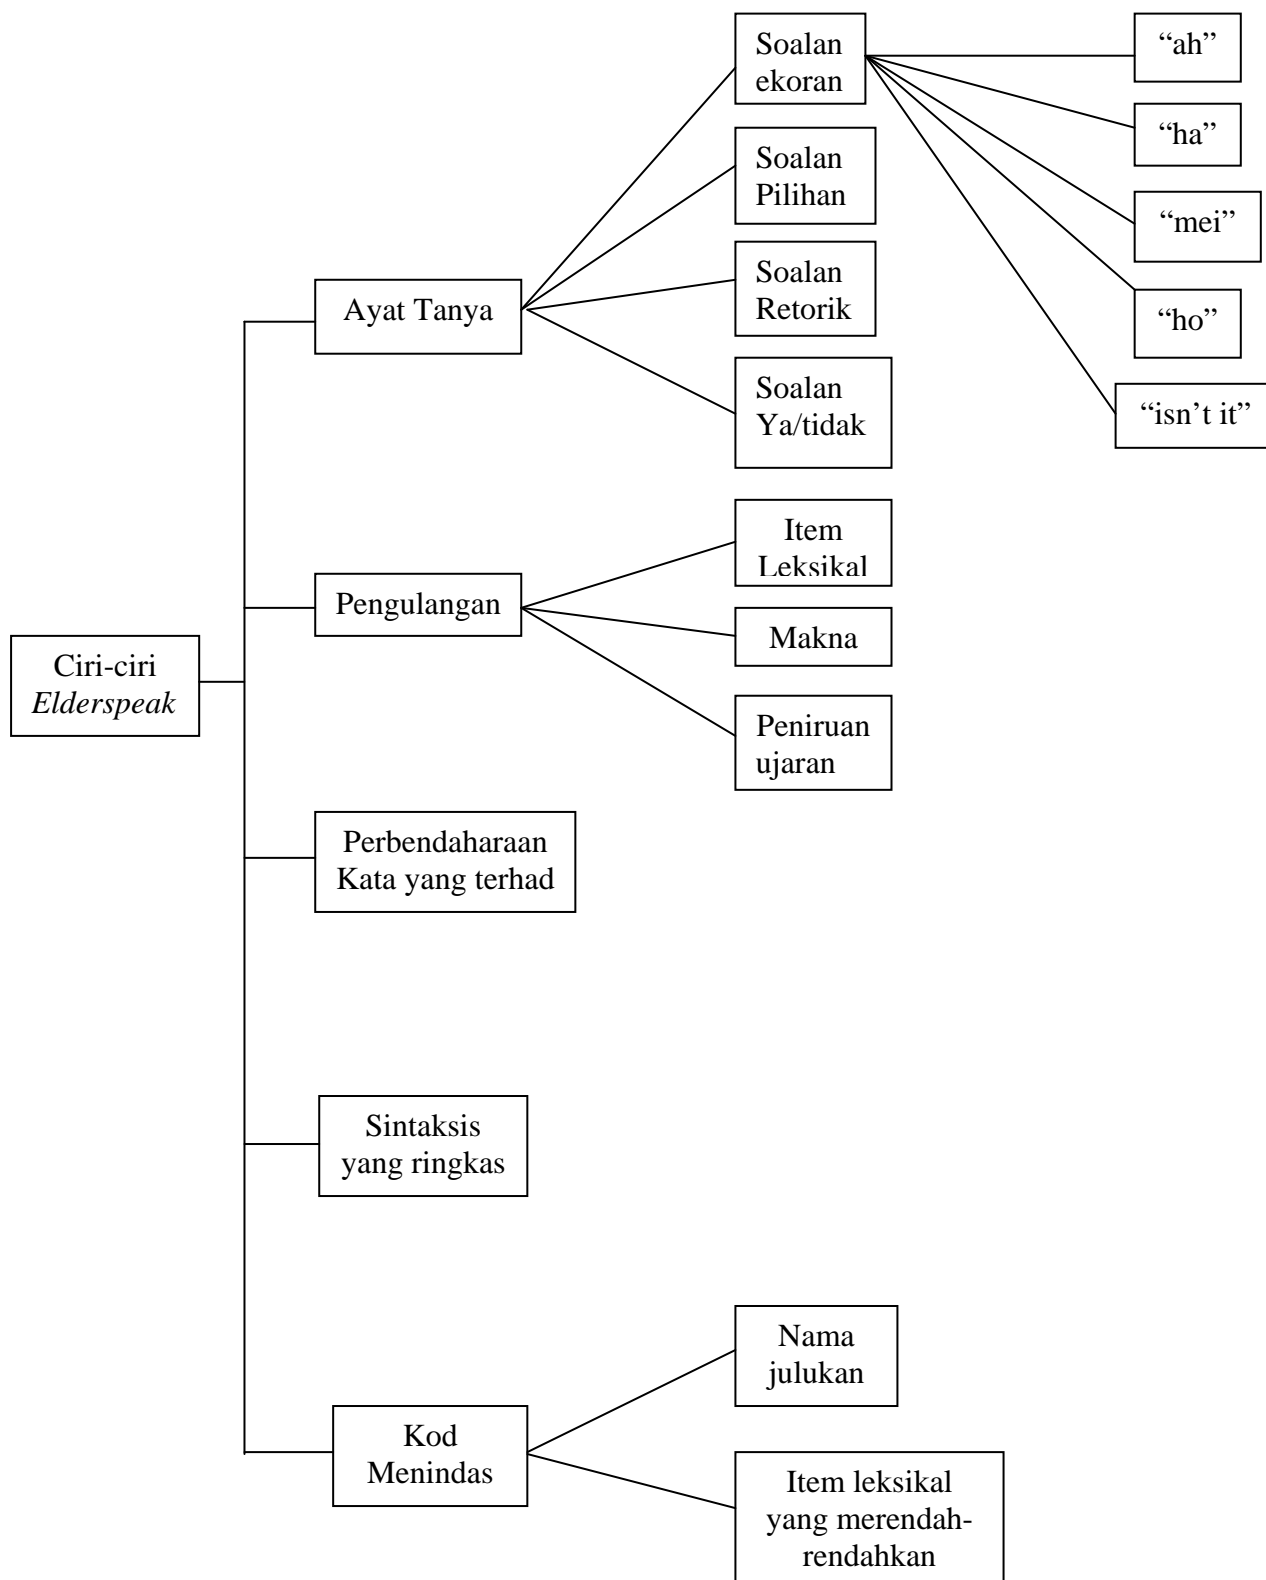 Soalan
ekoran
“ah”
“ha”
Soalan
Pilihan
“mei”
Soalan
Retorik
“ho”
Ayat Tanya
Soalan
Ya/tidak
“isn’t it”
Item
Leksikal
Pengulangan
Makna
Ciri-ciri
Elderspeak
Peniruan
ujaran
Perbendaharaan
Kata yang terhad
Sintaksis
yang ringkas
Nama
julukan
Kod
Menindas
Item leksikal
yang merendah-
rendahkan